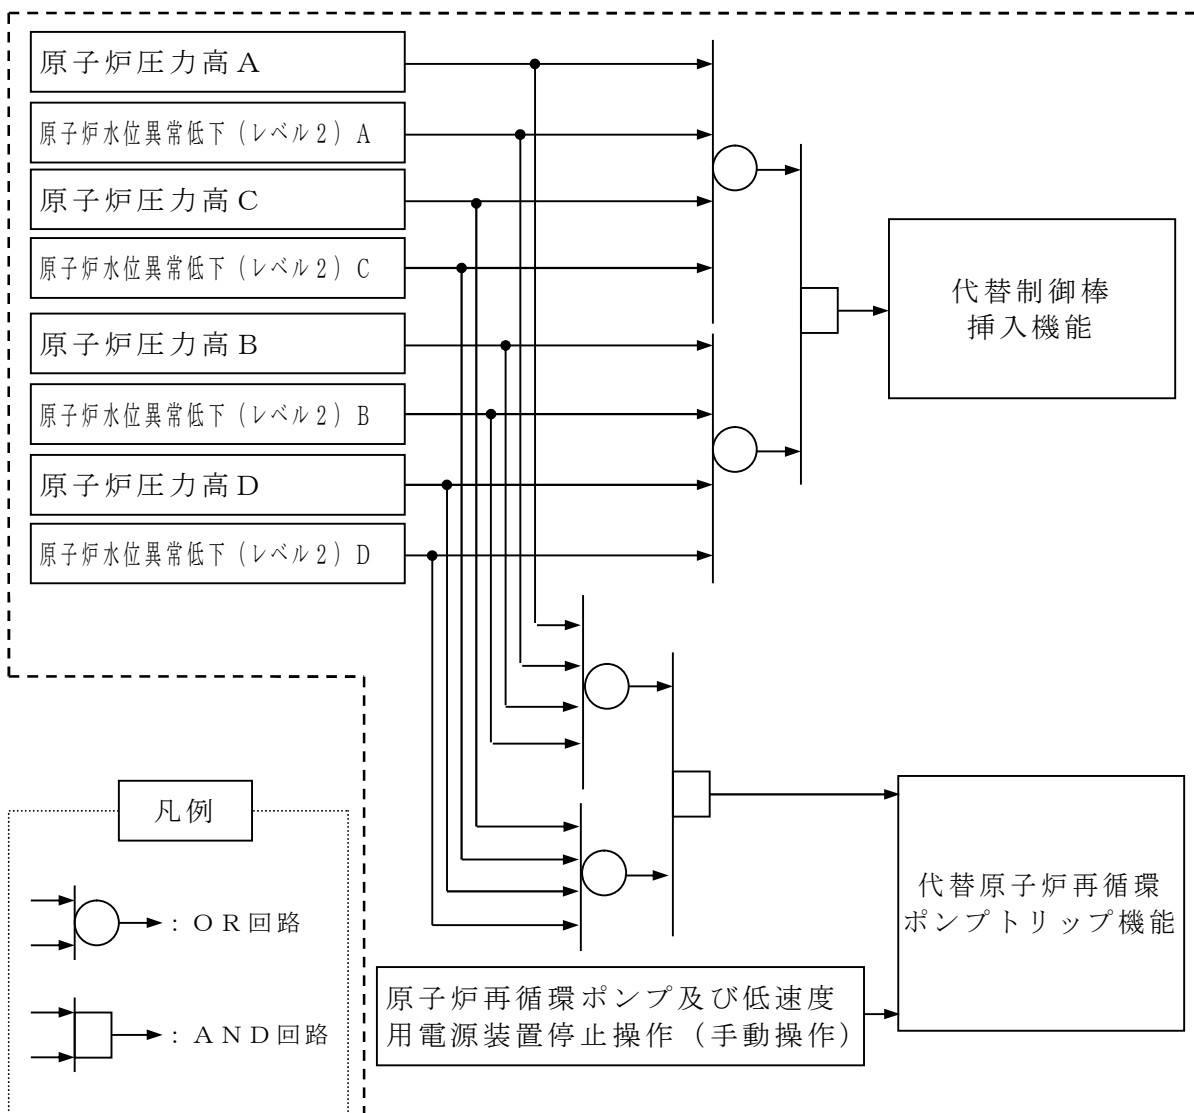 原子炉圧力高A
原子炉水位異常低下（レベル2）A
原子炉圧力高C
原子炉水位異常低下（レベル2）C
原子炉圧力高B
原子炉水位異常低下（レベル2）B
原子炉圧力高D
原子炉水位異常低下（レベル2）D
代替制御棒
挿入機能
代替原子炉再循環
ポンプトリップ機能
原子炉再循環ポンプ及び低速度
用電源装置停止操作（手動操作）
凡例
：ＯＲ回路
：ＡＮＤ回路